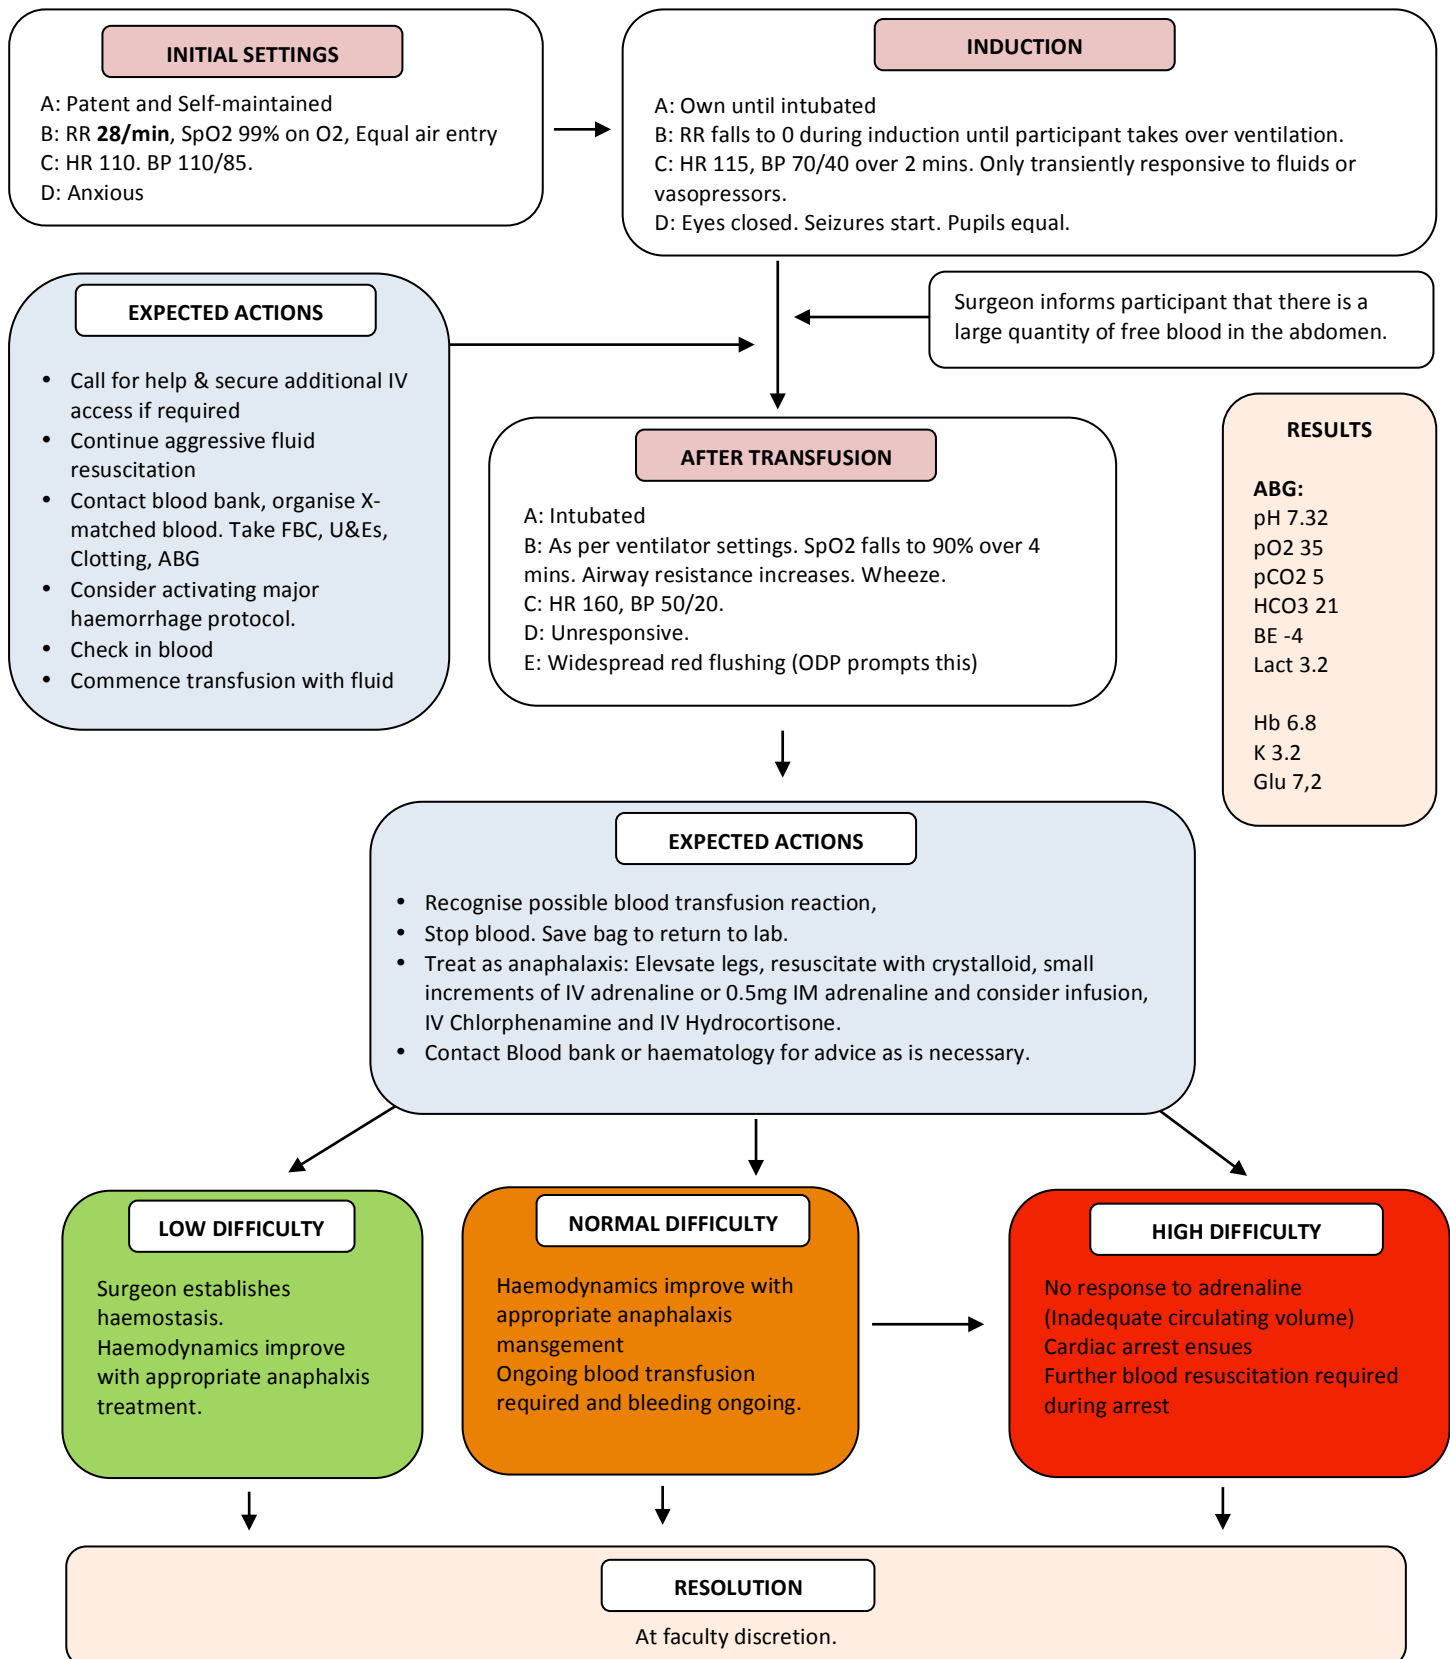 INITIAL SETTINGS
A: Patent and Self-maintained
B: RR 28/min, SpO2 99% on O2, Equal air entry
C: HR 110. BP 110/85.
D: Anxious
INDUCTION
A: Own until intubated
B: RR falls to 0 during induction until participant takes over ventilation.
C: HR 115, BP 70/40 over 2 mins. Only transiently responsive to fluids or
vasopressors.
D: Eyes closed. Seizures start. Pupils equal.
EXPECTED ACTIONS
• Call for help & secure additional IV
access if required
• Continue aggressive fluid
resuscitation
• Contact blood bank, organise X-
matched blood. Take FBC, U&Es,
Clotting, ABG
• Consider activating major
haemorrhage protocol.
• Check in blood
• Commence transfusion with fluid
Surgeon informs participant that there is a
large quantity of free blood in the abdomen.
AFTER TRANSFUSION
A: Intubated
B: As per ventilator settings. SpO2 falls to 90% over 4
mins. Airway resistance increases. Wheeze.
C: HR 160, BP 50/20.
D: Unresponsive.
E: Widespread red flushing (ODP prompts this)
RESULTS
ABG:
pH 7.32
pO2 35
pCO2 5
HCO3 21
BE -4
Lact 3.2
Hb 6.8
K 3.2
Glu 7,2
EXPECTED ACTIONS
• Recognise possible blood transfusion reaction,
• Stop blood. Save bag to return to lab.
• Treat as anaphalaxis: Elevsate legs, resuscitate with crystalloid, small
increments of IV adrenaline or 0.5mg IM adrenaline and consider infusion,
IV Chlorphenamine and IV Hydrocortisone.
• Contact Blood bank or haematology for advice as is necessary.
LOW DIFFICULTY
Surgeon establishes
haemostasis.
Haemodynamics improve
with appropriate anaphalxis
treatment.
NORMAL DIFFICULTY
Haemodynamics improve with
appropriate anaphalaxis
mansgement
Ongoing blood transfusion
required and bleeding ongoing.
HIGH DIFFICULTY
No response to adrenaline
(Inadequate circulating volume)
Cardiac arrest ensues
Further blood resuscitation required
during arrest
RESOLUTION
At faculty discretion.